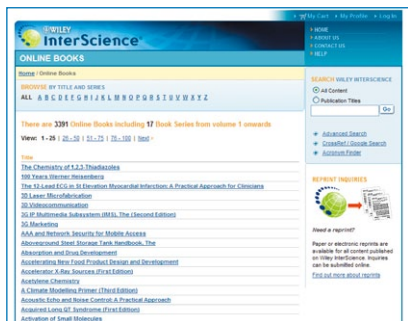 My Cart My Profile Log In
WILEY
InterScience®
HOME
ABOUT US
CONTACT US
HELP
ONLINE BOOKS
Home / Online Books
BROWSE BY TITLE AND SERIES
ALL A B C D E F G H I J K L M N O P Q R S T U V W X Y Z
There are 3391 Online Books Including 17 Book Series from volume 1 onwards
View: 1 - 25 | 26 - 50 | 51 - 75 | 76 - 100 | Next >
Title
The Chemistry of 1,2,3-Thiadiazoles
100 Years Werner Heisenberg
The 12-Lead ECG in St Elevation Myocardial Infarction: A Practical Approach for Clinicians
3D Laser Microfabrication
3D Videocommunication
3G IP Multimedia Subsystem (IMS), The (Second Edition)
3G Marketing
AAA and Network Security for Mobile Access
Aboveground Steel Storage Tank Handbook, The
Absorption and Drug Development
Accelerating New Food Product Design and Development
Accelerator X-Ray Sources (First Edition)
Acetylene Chemistry
A Climate Modelling Primer (Third Edition)
Acoustic Echo and Noise Control: A Practical Approach
Acquired Long QT Syndrome (First Edition)
Activation of Small Molecules
SEARCH WILEY INTERSCIENCE
All Content
Publication Titles
Go
Advanced Search
CrossRef / Google Search
Acronym Finder
REPRINT INQUIRIES
Need a reprint?
Paper or electronic reprints are
available for all content published
on Wiley InterScience. Inquiries
can be submitted online.
Find out more about reprints